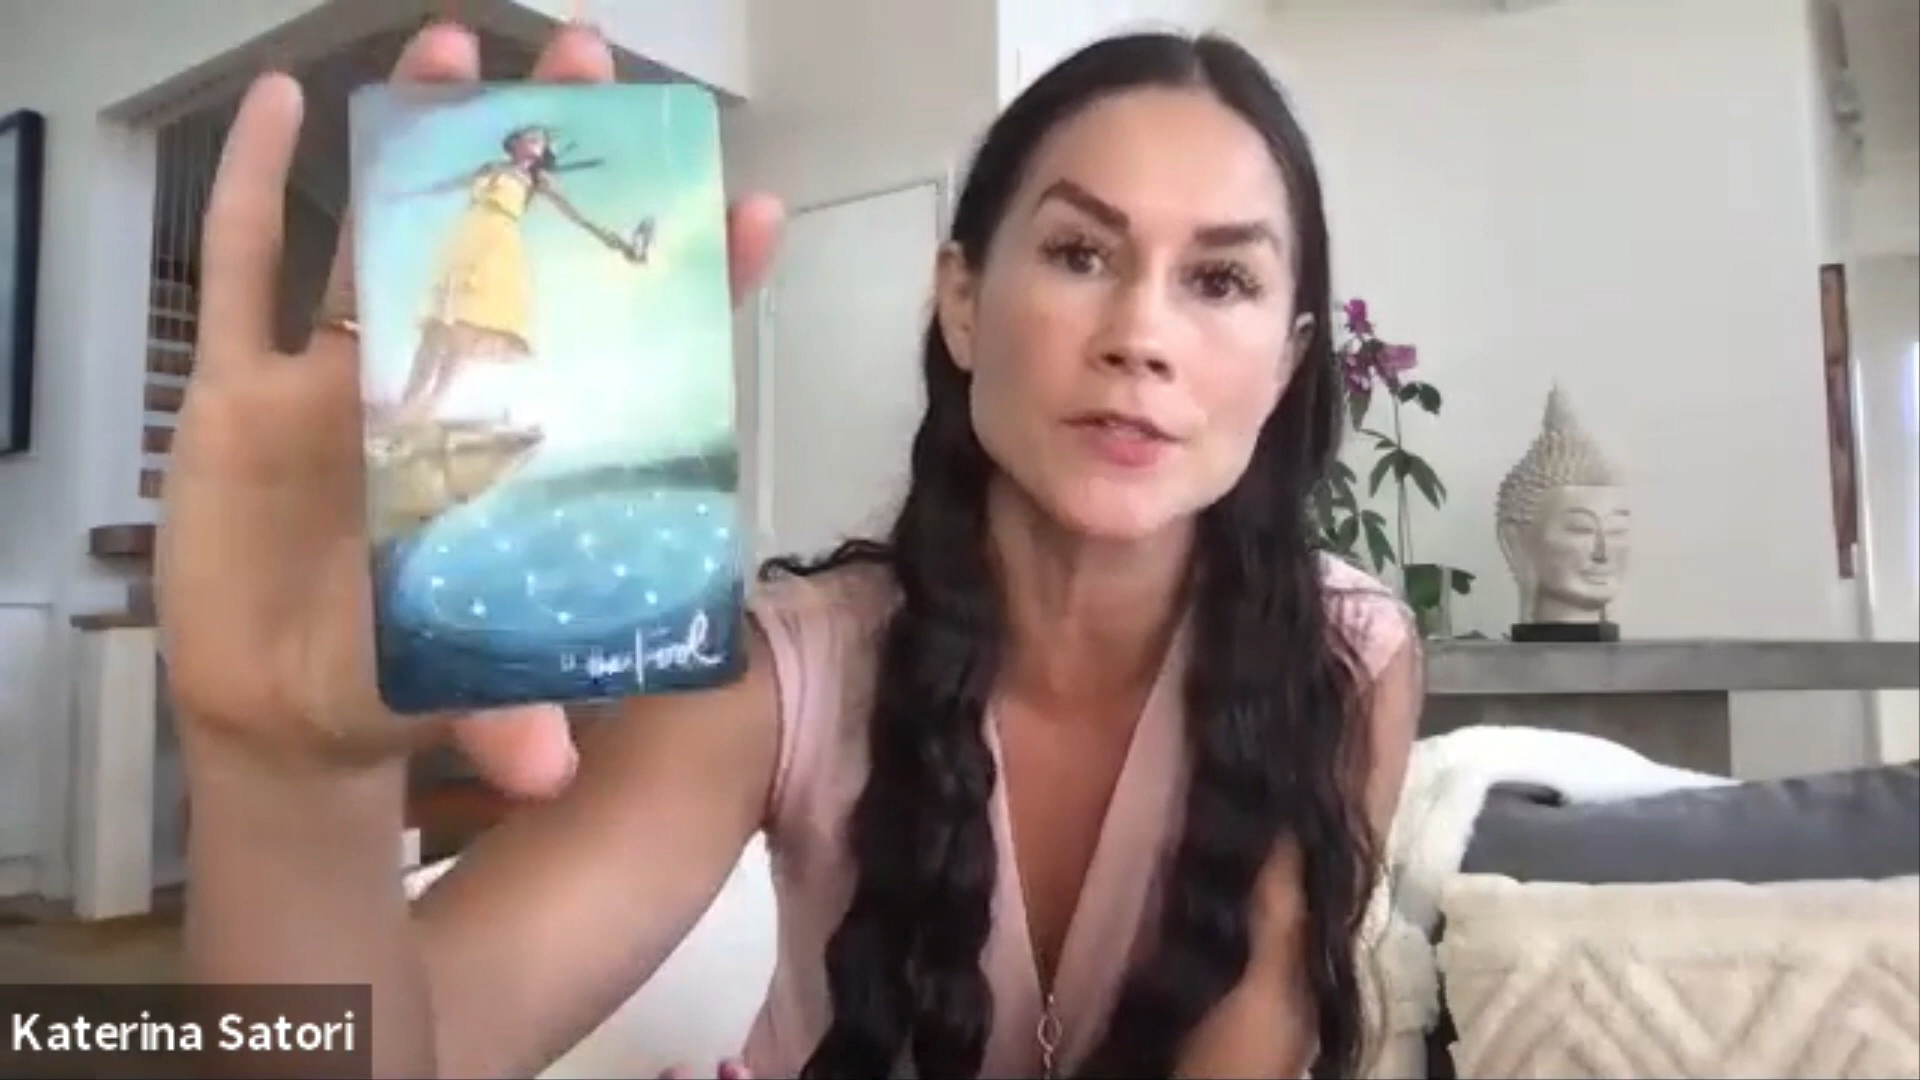 the Fool
Katerina Satori